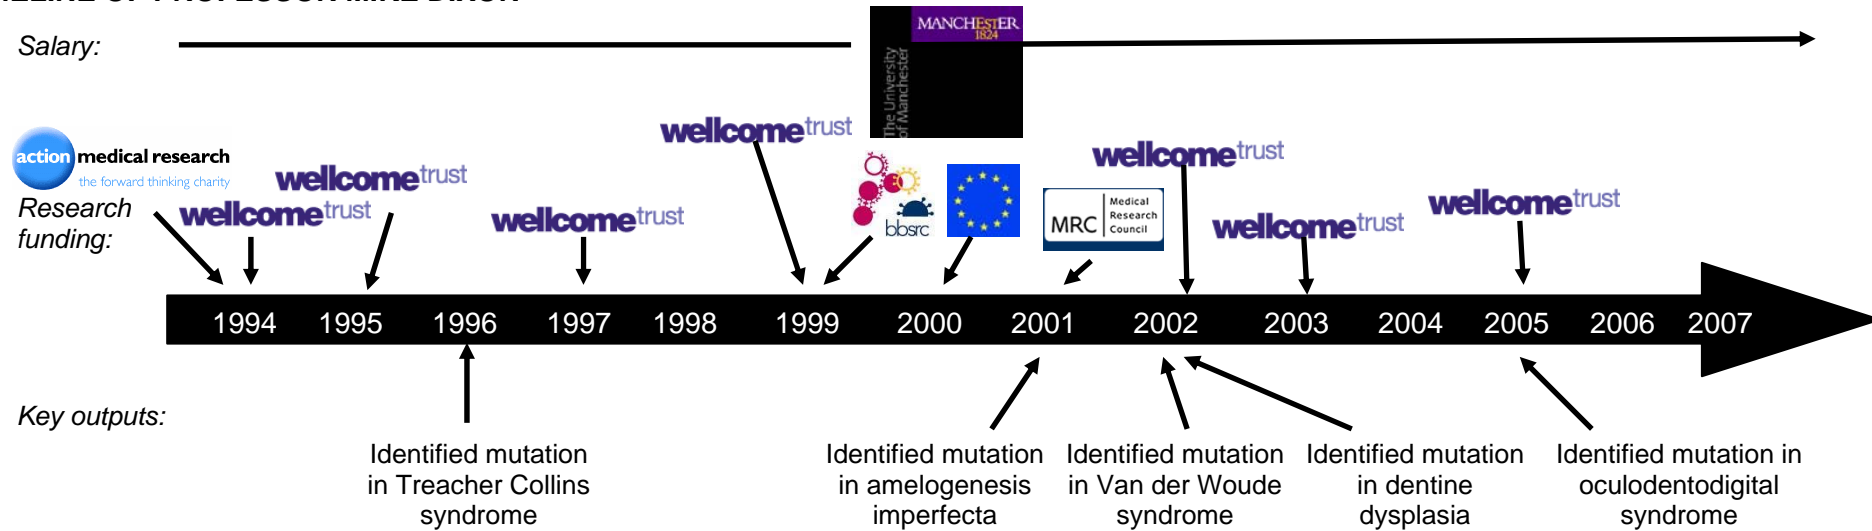 Salary:
MANCHESTER
1824
The University
of Manchester
action medical research
the forward thinking charity
wellcometrust
wellcometrust
wellcometrust
wellcometrust
bbsrc
MRC Medical
Research
Council
wellcometrust
wellcometrust
wellcometrust
Research
funding:
1994 1995 1996 1997 1998 1999 2000 2001 2002 2003 2004 2005 2006 2007
Key outputs:
Identified mutation
in Treacher Collins
syndrome
Identified mutation
in amelogenesis
imperfecta
Identified mutation
in Van der Woude
syndrome
Identified mutation
in dentine
dysplasia
Identified mutation in
oculodentodigital
syndrome